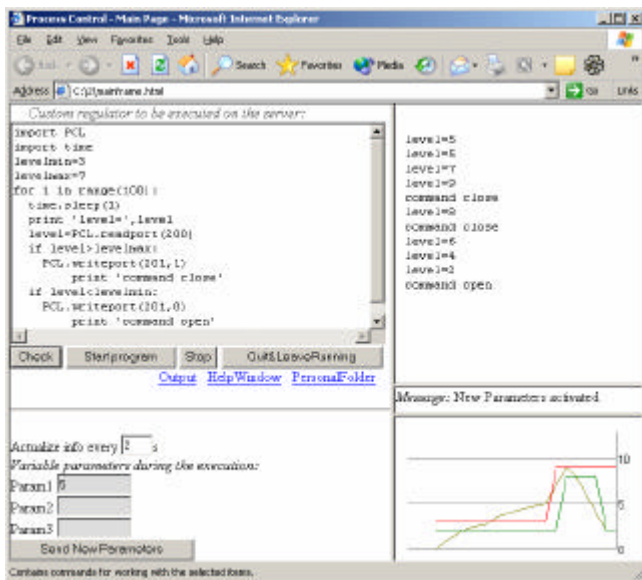 Process Control - Main Page - Microsoft Internet Explorer
File Edit View Favorites Tools Help
Search Favorites Media
Address C:\j2l\mainframe.html Go Links
Custom regulator to be executed on the server:
import PCL
import time
levelmin=3
levelmax=7
for i in range(100):
time.sleep(1)
print 'level=',level
level=PCL.readport(200)
if level>levelmax:
PCL.writeport(201,1)
print 'command close'
if level<levelmin:
PCL.writeport(201,0)
print 'command open'
Check Start program Stop Quit&LeaveRunning
Output HelpWindow PersonalFolder
level=5
level=6
level=7
level=9
command close
level=8
command close
level=6
level=4
level=2
command open
Message: New Parameters activated
Actualize info every 2 s
Variable parameters during the execution:
Param1 5
Param2
Param3
Send New Parameters
10
5
0
Contains commands for working with the selected items.